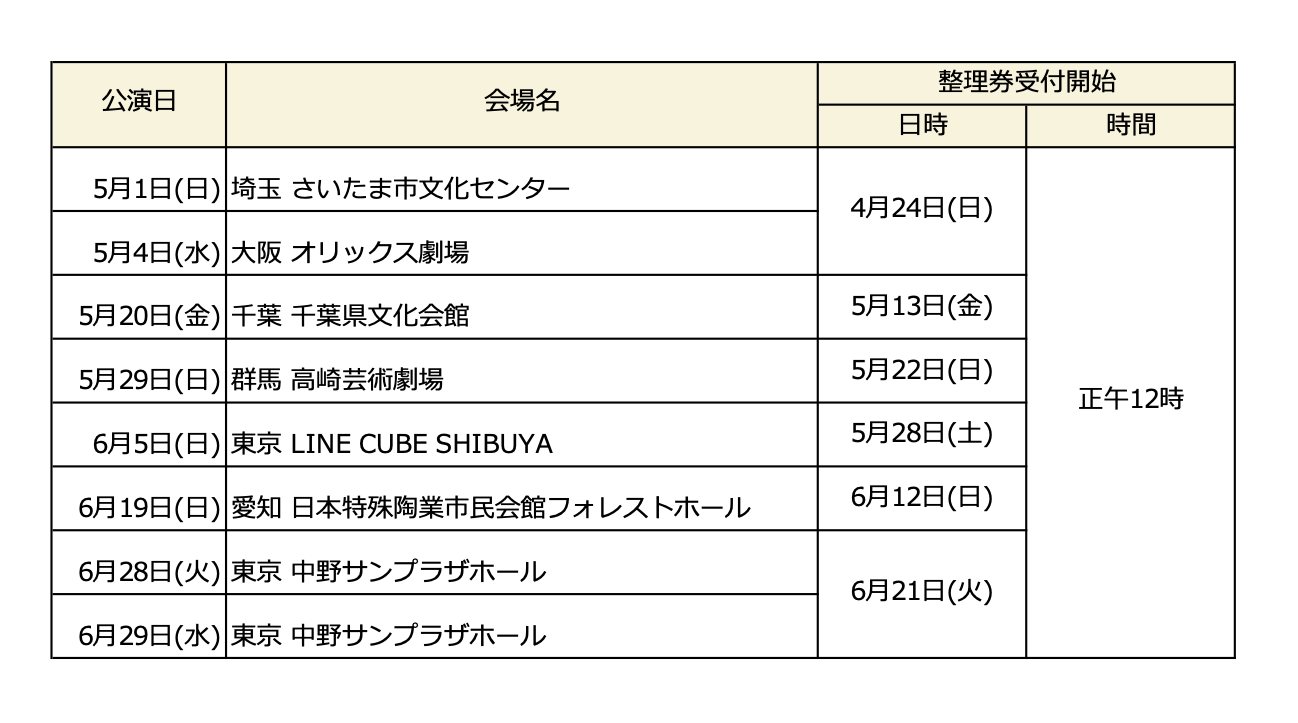 公演日 会場名 整理券受付開始
日時 時間
5月1日(日) 埼玉 さいたま市文化センター 4月24日(日)
5月4日(水) 大阪 オリックス劇場
5月20日(金) 千葉 千葉県文化会館 5月13日(金)
5月29日(日) 群馬 高崎芸術劇場 5月22日(日)
正午12時
6月5日(日) 東京 LINE CUBE SHIBUYA 5月28日(土)
6月19日(日) 愛知 日本特殊陶業市民会館フォレストホール 6月12日(日)
6月28日(火) 東京 中野サンプラザホール 6月21日(火)
6月29日(水) 東京 中野サンプラザホール